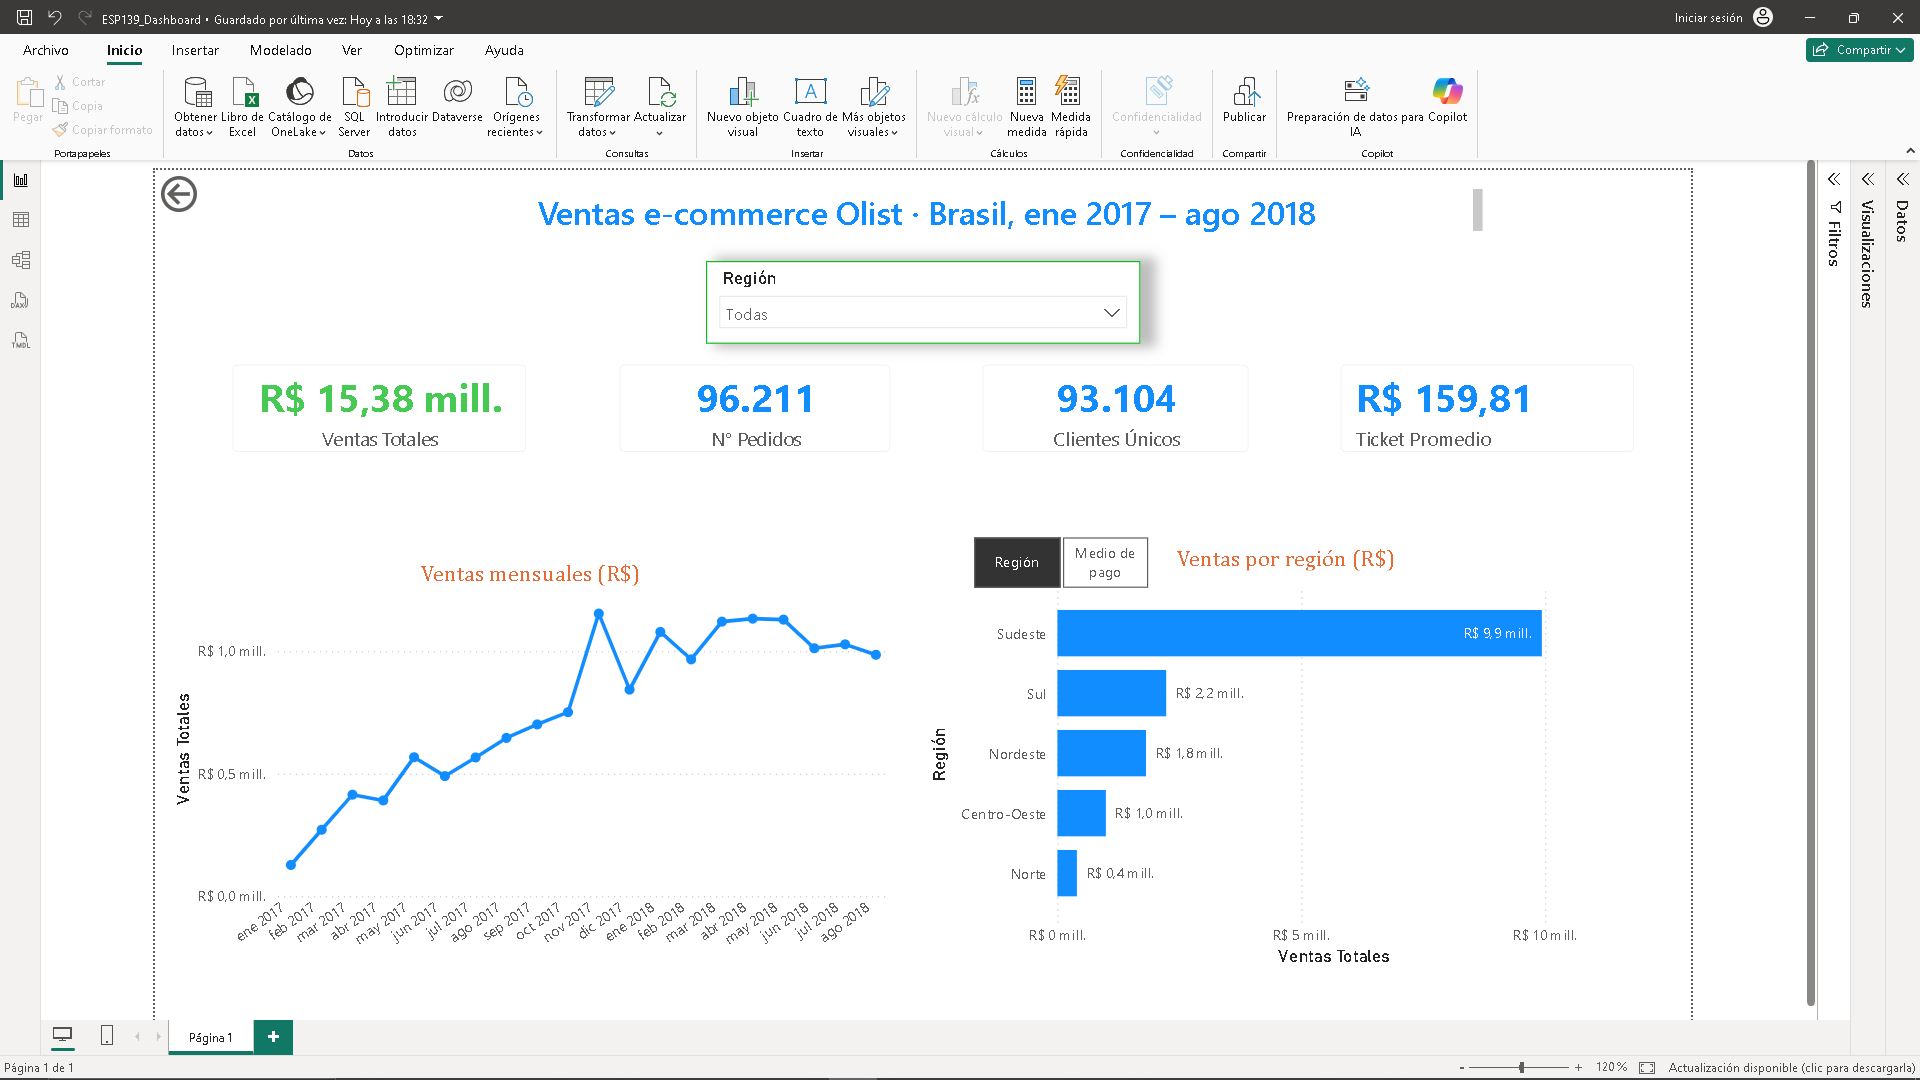 ESP139_Dashboard • Guardado por última vez: Hoy a las 18:32
Iniciar sesión
Archivo
Inicio
Insertar
Modelado
Ver
Optimizar
Ayuda
Compartir
Pegar
Cortar
Copia
Copiar formato
Portapapeles
Obtener datos
Libro de Excel
Catálogo de OneLake
SQL Server
Introducir datos
Dataverse
Orígenes recientes
Datos
Transformar datos
Actualizar
Consultas
Nuevo objeto visual
Cuadro de texto
A
Más objetos visuales
Insertar
Nuevo cálculo visual
Nueva medida
Medida rápida
Cálculos
Confidencialidad
Confidencialidad
Publicar
Compartir
Preparación de datos para IA
Copilot
Copilot
DAX
TMDL
Ventas e-commerce Olist · Brasil, ene 2017 – ago 2018
Región
Todas
R$ 15,38 mill.
Ventas Totales
96.211
N° Pedidos
93.104
Clientes Únicos
R$ 159,81
Ticket Promedio
Ventas mensuales (R$)
Ventas Totales
R$ 1,0 mill.
R$ 0,5 mill.
R$ 0,0 mill.
ene 2017
feb 2017
mar 2017
abr 2017
may 2017
jun 2017
jul 2017
ago 2017
sep 2017
oct 2017
nov 2017
dic 2017
ene 2018
feb 2018
mar 2018
abr 2018
may 2018
jun 2018
jul 2018
ago 2018
Región
Medio de pago
Ventas por región (R$)
Región
Sudeste
R$ 9,9 mill.
Sul
R$ 2,2 mill.
Nordeste
R$ 1,8 mill.
Centro-Oeste
R$ 1,0 mill.
Norte
R$ 0,4 mill.
R$ 0 mill.
R$ 5 mill.
R$ 10 mill.
Ventas Totales
Filtros
Visualizaciones
Datos
Página 1
+
Página 1 de 1
- + 120 %
Actualización disponible (clic para descargarla)